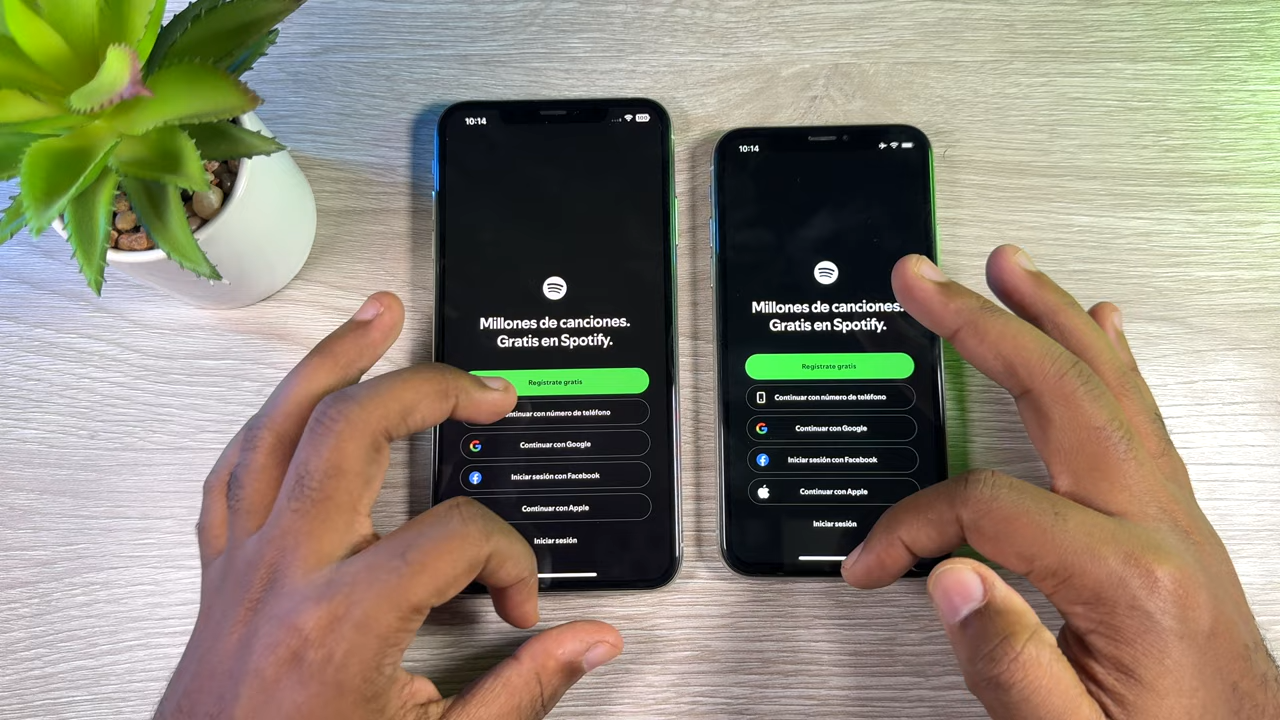 10:14
100
Millones de canciones.
Gratis en Spotify.
Regístrate gratis
Continuar con número de teléfono
Continuar con Google
Iniciar sesión con Facebook
Continuar con Apple
Iniciar sesión
10:14
Millones de canciones.
Gratis en Spotify.
Regístrate gratis
Continuar con número de teléfono
Continuar con Google
Iniciar sesión con Facebook
Continuar con Apple
Iniciar sesión